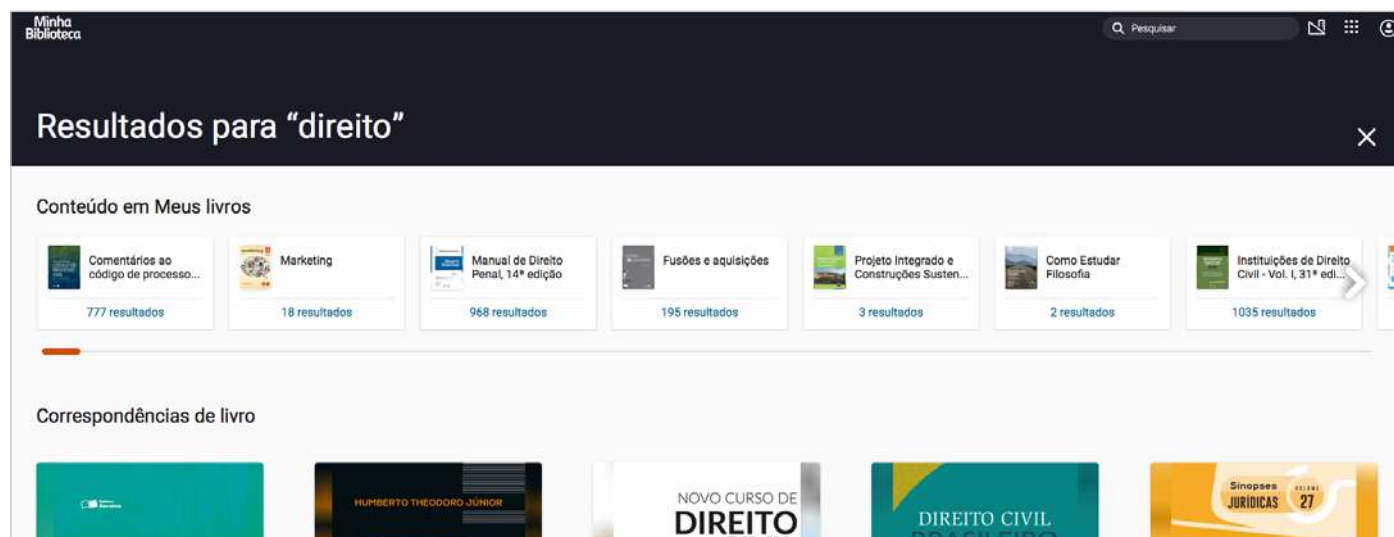 Minha
Biblioteca
Pesquisar
Resultados para “direito”
Conteúdo em Meus livros
Comentários ao
código de processo...
777 resultados
Marketing
18 resultados
Manual de Direito
Penal, 14ª edição
968 resultados
Fusões e aquisições
195 resultados
Projeto Integrado e
Construções Susten...
3 resultados
Como Estudar
Filosofia
2 resultados
Instituições de Direito
Civil - Vol. I, 31ª edi...
1035 resultados
Correspondências de livro
HUMBERTO THEODORO JÚNIOR
NOVO CURSO DE
DIREITO
DIREITO CIVIL
BRASILEIRO
Sinopses
JURÍDICAS
VOLUME
27